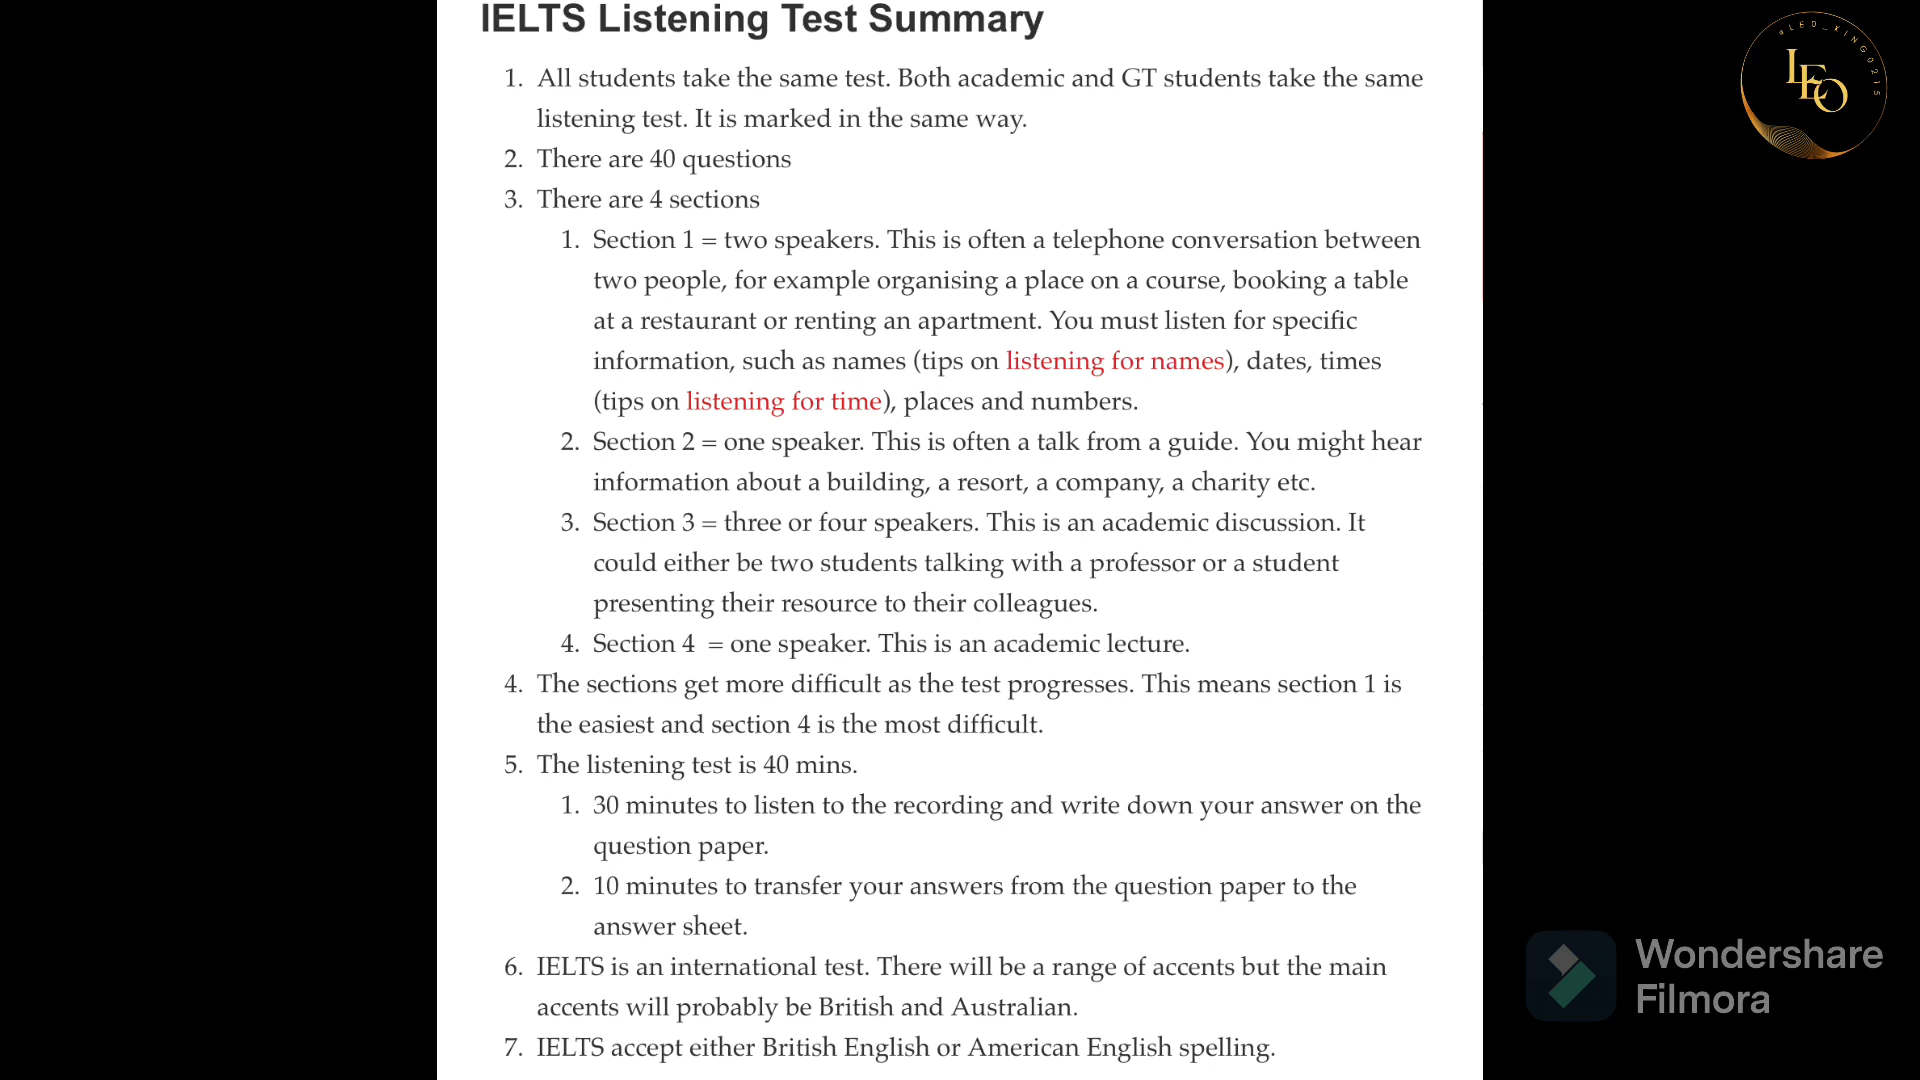 IELTS Listening Test Summary
1. All students take the same test. Both academic and GT students take the same
listening test. It is marked in the same way.
2. There are 40 questions
3. There are 4 sections
1. Section 1 = two speakers. This is often a telephone conversation between
two people, for example organising a place on a course, booking a table
at a restaurant or renting an apartment. You must listen for specific
information, such as names (tips on listening for names), dates, times
(tips on listening for time), places and numbers.
2. Section 2 = one speaker. This is often a talk from a guide. You might hear
information about a building, a resort, a company, a charity etc.
3. Section 3 = three or four speakers. This is an academic discussion. It
could either be two students talking with a professor or a student
presenting their resource to their colleagues.
4. Section 4  = one speaker. This is an academic lecture.
4. The sections get more difficult as the test progresses. This means section 1 is
the easiest and section 4 is the most difficult.
5. The listening test is 40 mins.
1. 30 minutes to listen to the recording and write down your answer on the
question paper.
2. 10 minutes to transfer your answers from the question paper to the
answer sheet.
6. IELTS is an international test. There will be a range of accents but the main
accents will probably be British and Australian.
7. IELTS accept either British English or American English spelling.
LEO_KING0215
LEO
Wondershare
Filmora